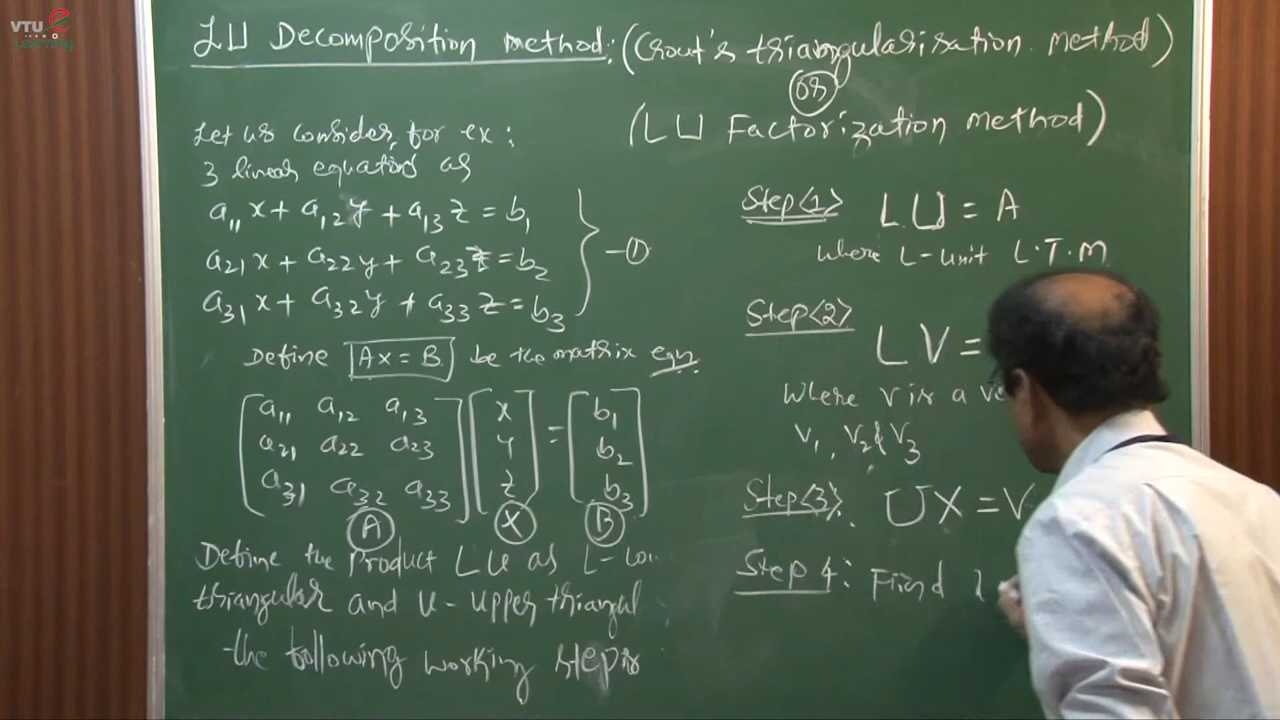 VTU e
Learning
LU Decomposition method: (Crout's triangularisation method)
(or)
(LU Factorization method)
Let us consider for ex:
3 linear equations as
a11 x + a12 y + a13 z = b1
a21 x + a22 y + a23 z = b2
a31 x + a32 y + a33 z = b3
—①
Define Ax = B be the matrix eqn
[a11 a12 a13] [x] = [b1]
[a21 a22 a23] [y] [b2]
[a31 a32 a33] [z] [b3]
A X B
Define the Product LU as L-
triangular and U-upper
the following working steps
Step<1> LU = A
where L-unit L.T.M
Step<2> LV =
Where V is a
V1, V2 & V3
Step<3>: UX = V
Step 4: Find